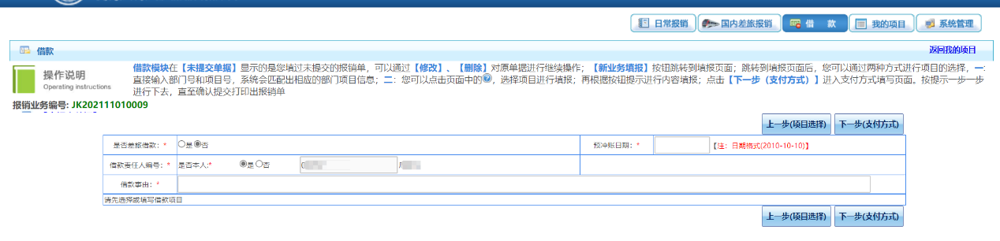 日常报销 国内差旅报销 借 款 我的项目 系统管理
借款 返回我的项目
操作说明
Operating Instructions
借款模块在【未提交单据】显示的是您填过未提交的报销单，可以通过【修改】、【删除】对原单据进行继续操作；【新业务填报】按钮跳转到填报页面；跳转到填报页面后，您可以通过两种方式进行项目的选择，一:
直接输入部门号和项目号，系统会匹配出相应的部门项目信息；二：您可以点击页面中的，选择项目进行填报；再根据按钮提示进行内容填报；点击【下一步（支付方式）】进入支付方式填写页面。按提示一步一步
进行下去，直至确认提交打印出报销单
报销业务编号: JK202111010009
上一步(项目选择) 下一步(支付方式)
是否差旅借款：* 是 否 预冲账日期：* 【注：日期格式(2010-10-10)】
借款责任人编号：* 是否本人:* 是 否
借款事由：*
请先选择或填写借款项目
上一步(项目选择) 下一步(支付方式)